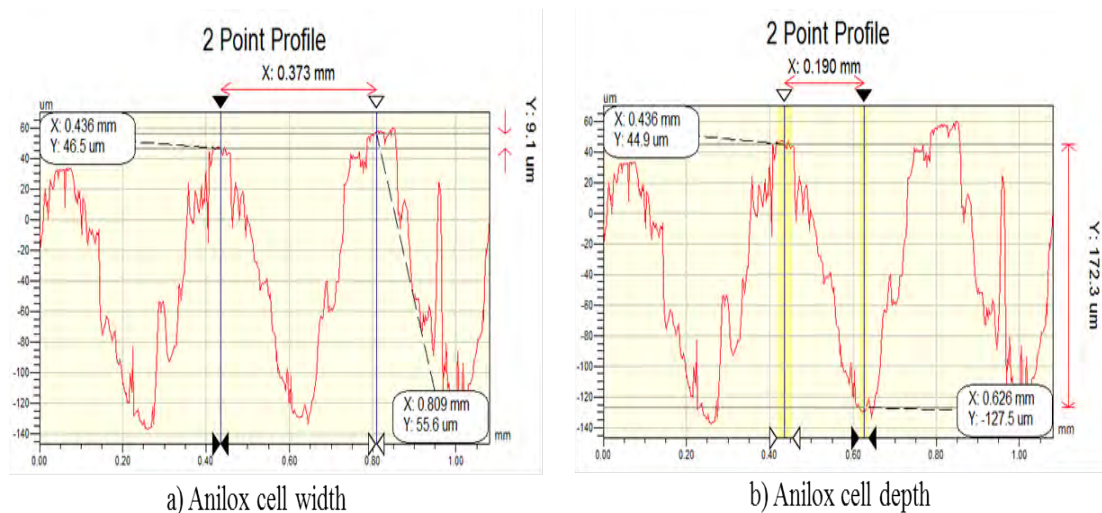 2 Point Profile
X: 0.373 mm
um
60
40
20
0
-20
-40
-60
-80
-100
-120
-140
X: 0.436 mm
Y: 46.5 um
Y: 9.1 um
X: 0.809 mm
Y: 55.6 um
mm
0.00 0.20 0.40 0.60 0.80 1.00
a) Anilox cell width
2 Point Profile
X: 0.190 mm
um
60
40
20
0
-20
-40
-60
-80
-100
-120
-140
X: 0.436 mm
Y: 44.9 um
Y: 172.3 um
X: 0.626 mm
Y: -127.5 um
mm
0.00 0.20 0.40 0.60 0.80 1.00
b) Anilox cell depth